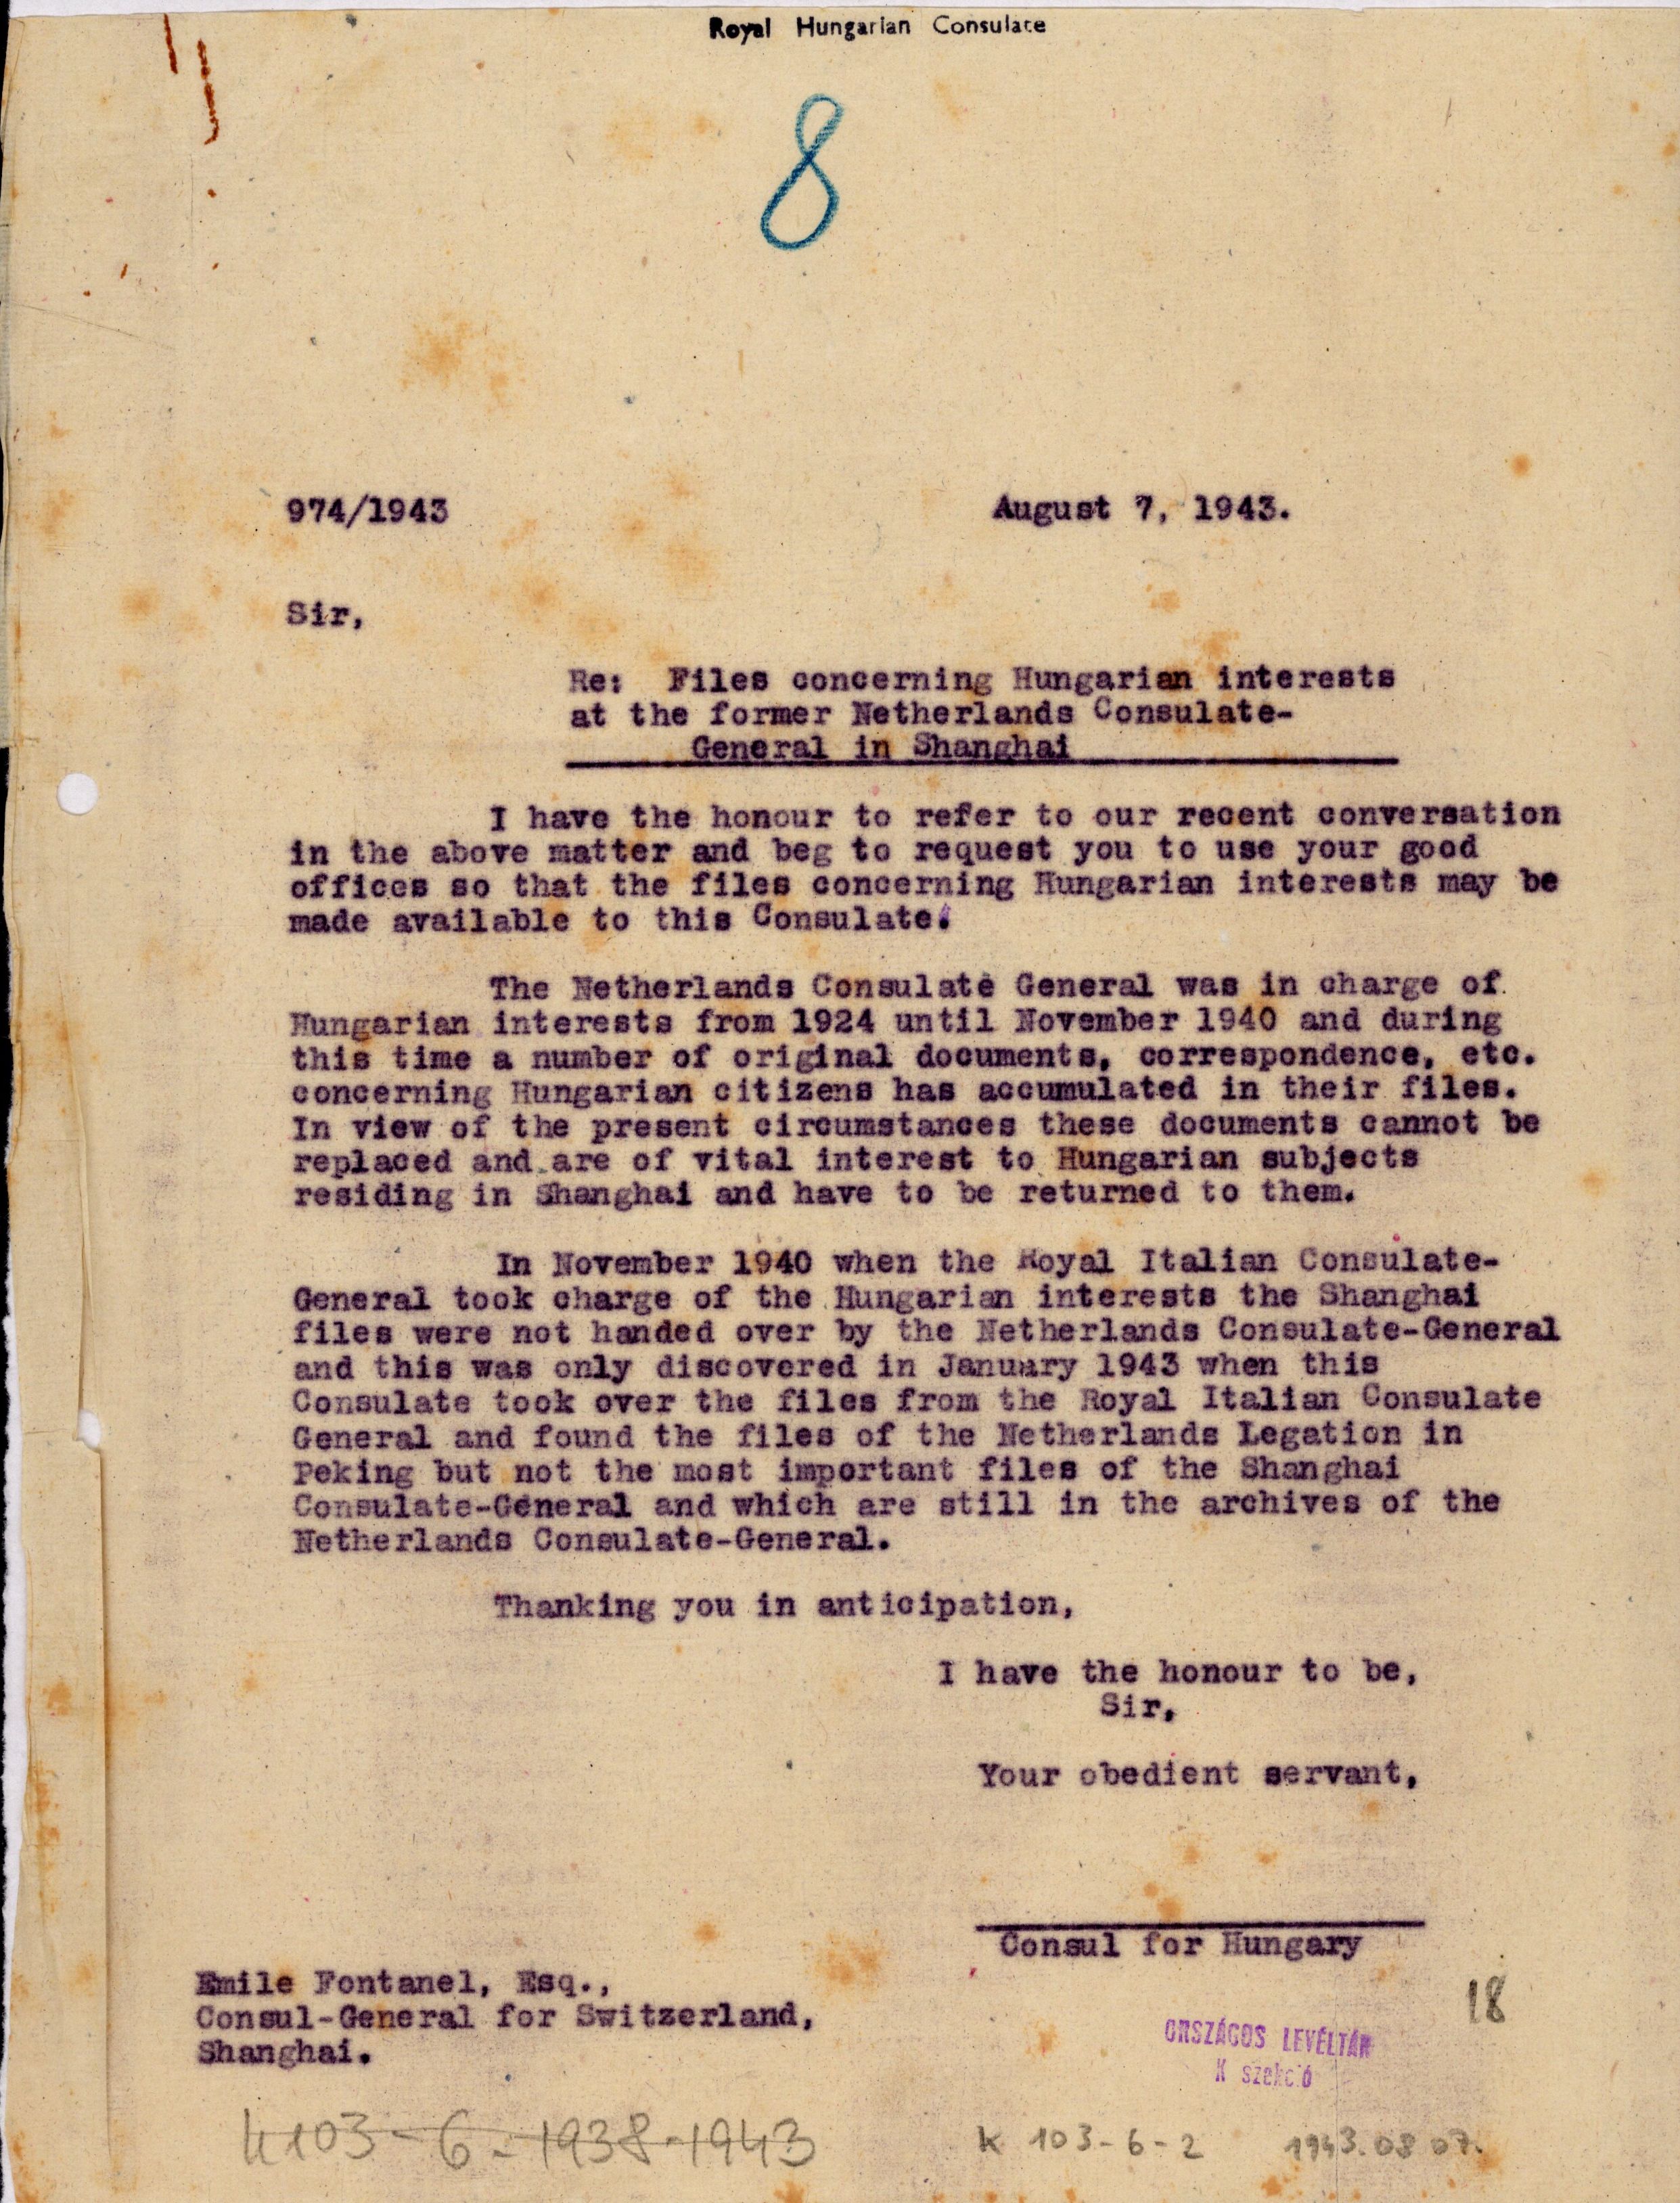 Royal Hungarian Consulate
8
974/1943
August 7, 1943.
Sir,
Re: Files concerning Hungarian interests
at the former Netherlands Consulate-
General in Shanghai
I have the honour to refer to our recent conversation
in the above matter and beg to request you to use your good
offices so that the files concerning Hungarian interests may be
made available to this Consulate.
The Netherlands Consulate General was in charge of
Hungarian interests from 1924 until November 1940 and during
this time a number of original documents, correspondence, etc.
concerning Hungarian citizens has accumulated in their files.
In view of the present circumstances these documents cannot be
replaced and are of vital interest to Hungarian subjects
residing in Shanghai and have to be returned to them.
In November 1940 when the Royal Italian Consulate-
General took charge of the Hungarian interests the Shanghai
files were not handed over by the Netherlands Consulate-General
and this was only discovered in January 1943 when this
Consulate took over the files from the Royal Italian Consulate
General and found the files of the Netherlands Legation in
Peking but not the most important files of the Shanghai
Consulate-General and which are still in the archives of the
Netherlands Consulate-General.
Thanking you in anticipation,
I have the honour to be,
Sir,
Your obedient servant,
Consul for Hungary
Emile Fontanel, Esq.,
Consul-General for Switzerland,
Shanghai.
18
ORSZÁGOS LEVÉLTÁR
K szekció
K103-6-1938-1943
K 103-6-2 1943.08 07.